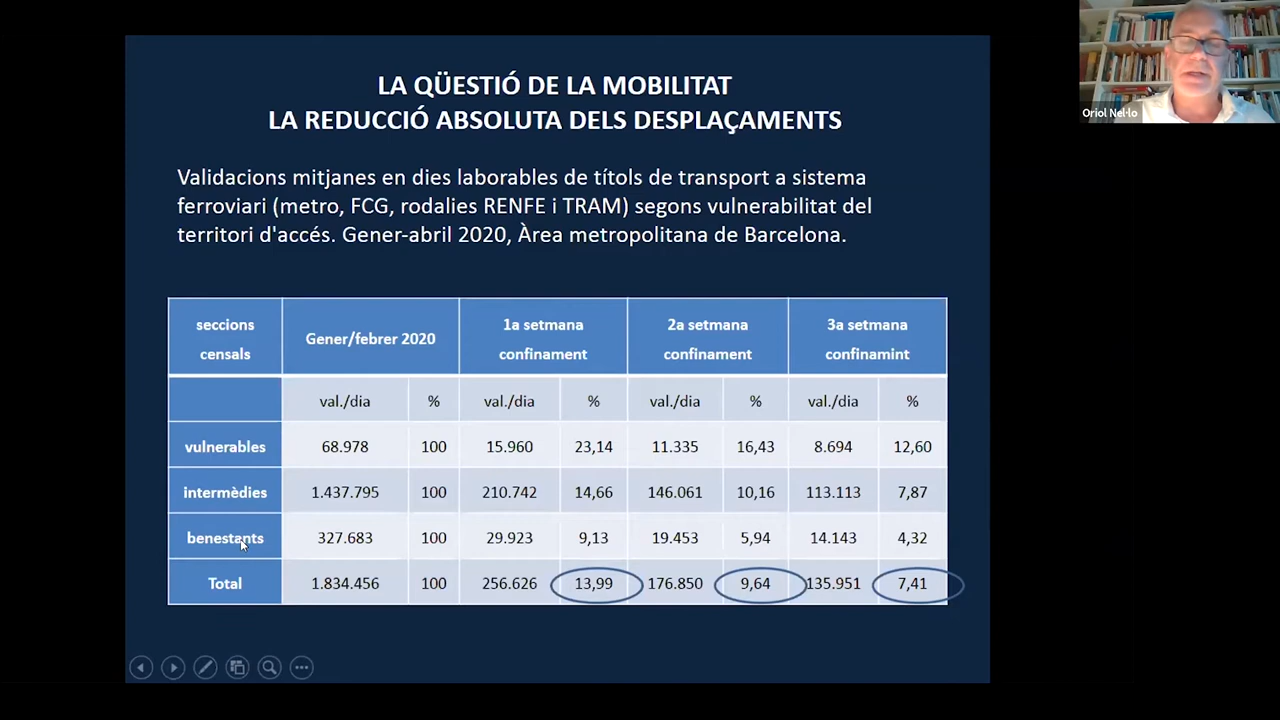 LA QÜESTIÓ DE LA MOBILITAT
LA REDUCCIÓ ABSOLUTA DELS DESPLAÇAMENTS
Validacions mitjanes en dies laborables de títols de transport a sistema
ferroviari (metro, FCG, rodalies RENFE i TRAM) segons vulnerabilitat del
territori d'accés. Gener-abril 2020, Àrea metropolitana de Barcelona.
seccions censals Gener/febrer 2020 1a setmana confinament 2a setmana confinament 3a setmana confinamint
val./dia % val./dia % val./dia % val./dia %
vulnerables 68.978 100 15.960 23,14 11.335 16,43 8.694 12,60
intermèdies 1.437.795 100 210.742 14,66 146.061 10,16 113.113 7,87
benestants 327.683 100 29.923 9,13 19.453 5,94 14.143 4,32
Total 1.834.456 100 256.626 13,99 176.850 9,64 135.951 7,41
Oriol Nel·lo